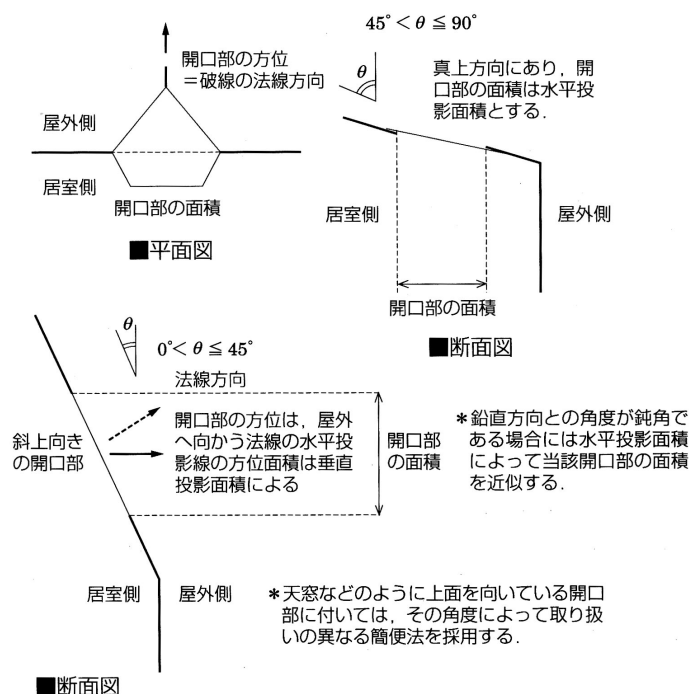 開口部の方位
＝破線の法線方向
屋外側
居室側
開口部の面積
■平面図
45°＜θ≦90°
θ
真上方向にあり，開
口部の面積は水平投
影面積とする．
居室側
屋外側
開口部の面積
■断面図
θ
0°＜θ≦45°
法線方向
斜上向き
の開口部
開口部の方位は，屋外
へ向かう法線の水平投
影線の方位面積は垂直
投影面積による
開口部
の面積
＊鉛直方向との角度が鈍角で
ある場合には水平投影面積
によって当該開口部の面積
を近似する．
居室側
屋外側
＊天窓などのように上面を向いている開口
部に付いては，その角度によって取り扱
いの異なる簡便法を採用する．
■断面図